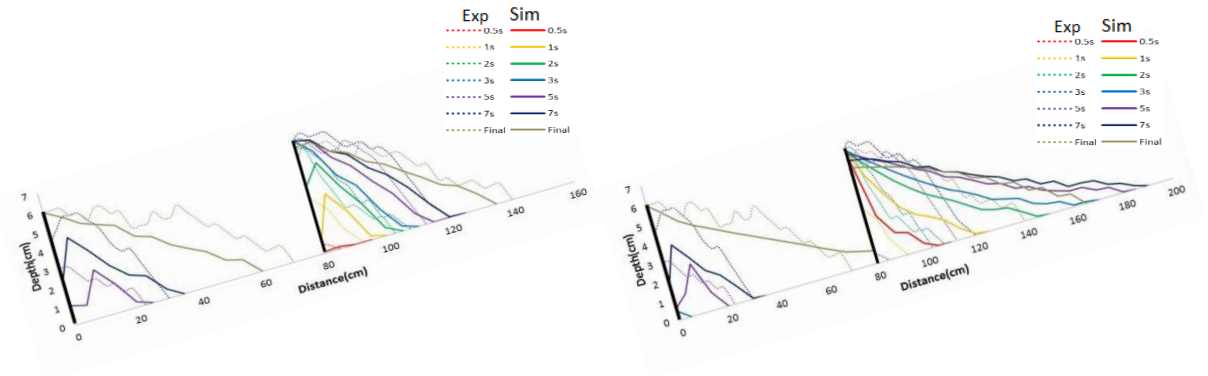 Exp Sim
0.5s 0.5s
1s 1s
2s 2s
3s 3s
5s 5s
7s 7s
Final Final
7
6
5
4
3
2
1
0
Depth(cm)
0 20 40 60 80 100 120 140 160
Distance(cm)
Exp Sim
0.5s 0.5s
1s 1s
2s 2s
3s 3s
5s 5s
7s 7s
Final Final
7
6
5
4
3
2
1
0
Depth(cm)
0 20 40 60 80 100 120 140 160 180 200
Distance(cm)